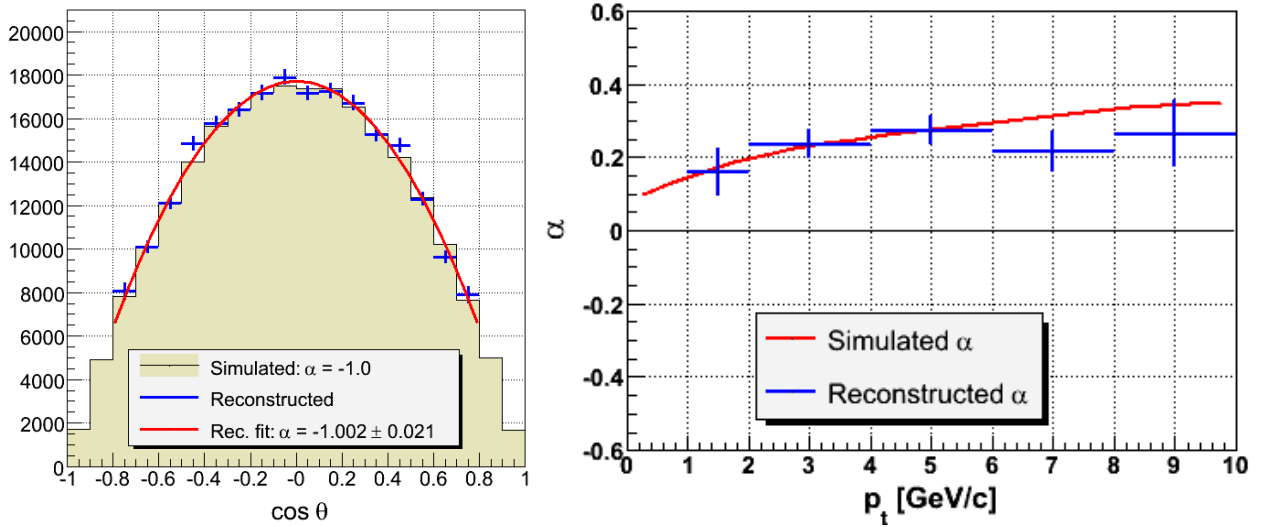 20000
18000
16000
14000
12000
10000
8000
6000
4000
2000
0
-1 -0.8 -0.6 -0.4 -0.2 -0 0.2 0.4 0.6 0.8 1
cos θ
Simulated: α = -1.0
Reconstructed
Rec. fit: α = -1.002 ± 0.021
0.6
0.4
0.2
0
-0.2
-0.4
-0.6
α
0 1 2 3 4 5 6 7 8 9 10
p_t [GeV/c]
Simulated α
Reconstructed α